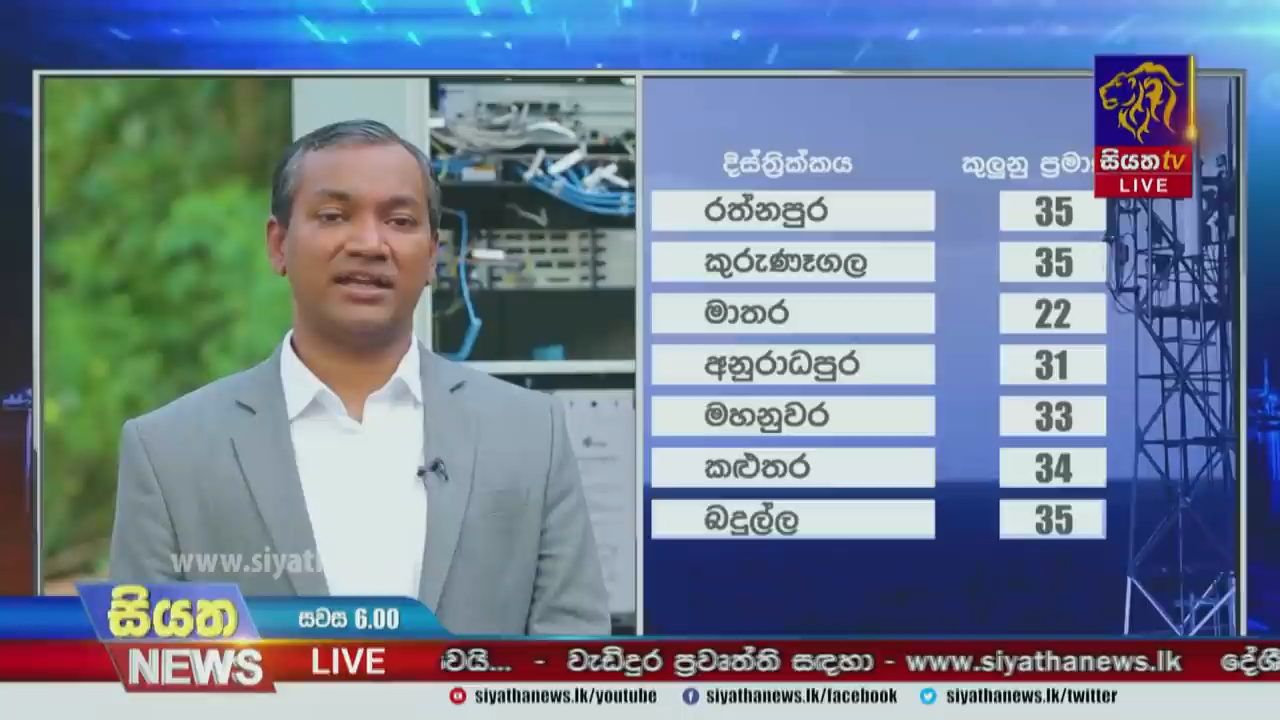 සියත tv
LIVE
දිස්ත්‍රික්කය කුලුනු
රත්නපුර 35
කුරුණෑගල 35
මාතර 22
අනුරාධපුර 31
මහනුවර 33
කළුතර 34
බදුල්ල 35
www.siyath
සියත සවස 6.00
NEWS LIVE වෙයි... - වැඩිදුර ප්‍රවෘත්ති සඳහා - www.siyathanews.lk දේශී
siyathanews.lk/youtube siyathanews.lk/facebook siyathanews.lk/twitter